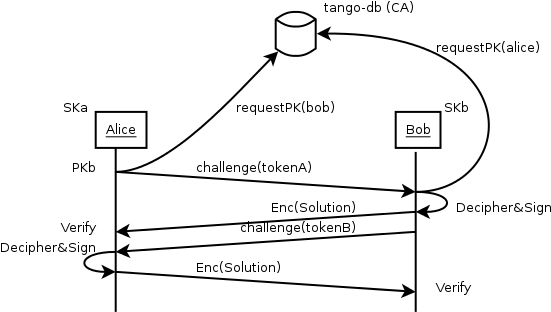 tango-db (CA)
requestPK(alice)
requestPK(bob)
SKa
SKb
Alice
Bob
PKb
challenge(tokenA)
Enc(Solution)
Decipher&Sign
Verify
challenge(tokenB)
Decipher&Sign
Enc(Solution)
Verify